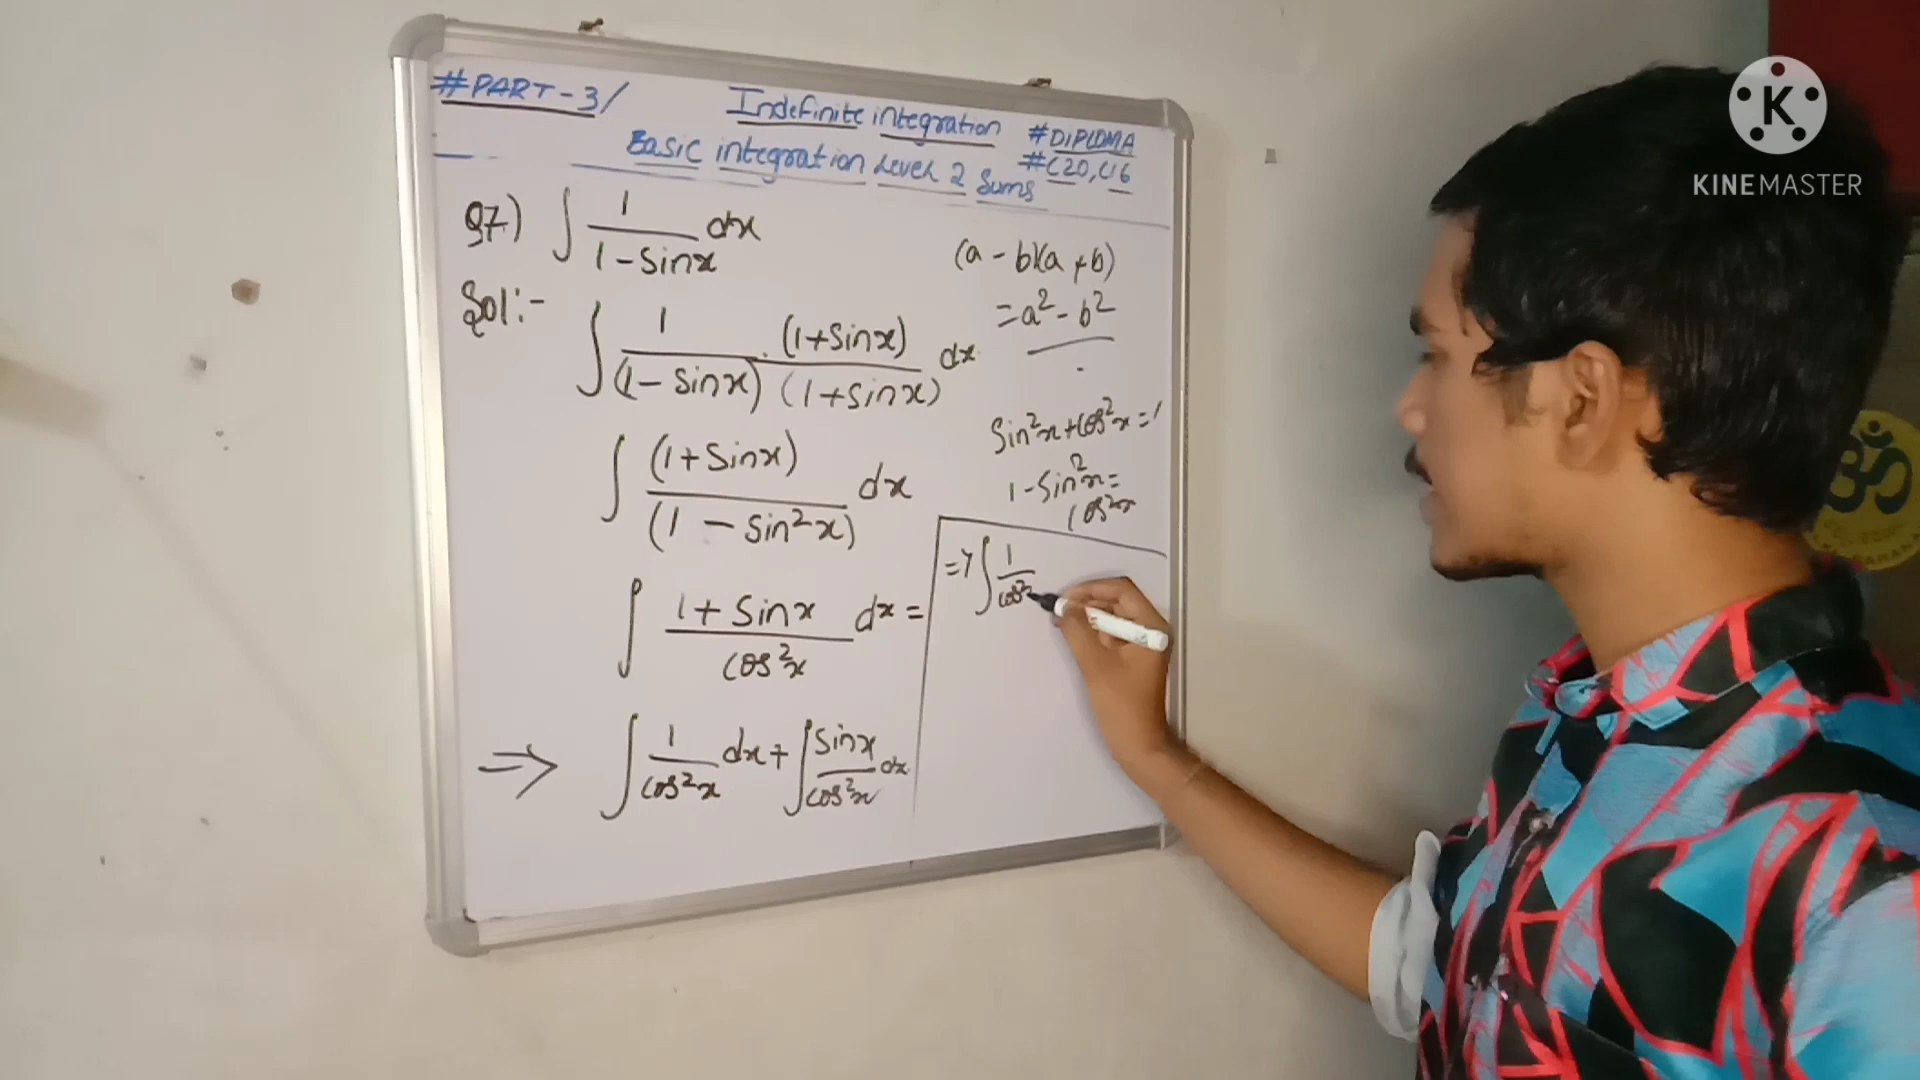 #PART-3/
Indefinite integration #DIPLOMA
Basic integration Level 2 Sums #C20, C16
97) ∫ 1/(1-Sinx) dx
Sol:-
∫ 1/(1-Sinx) . (1+Sinx)/(1+Sinx) dx
∫ (1+Sinx)/(1-Sin²x) dx
∫ 1+Sinx/Cos²x dx =
⇒ ∫ 1/Cos²x dx + ∫ Sinx/Cos²x dx
(a-b)(a+b)
=a²-b²
Sin²x+Cos²x=1
1-Sin²x=
Cos²x
=> ∫ 1/Cos²x
KINEMASTER
ॐ